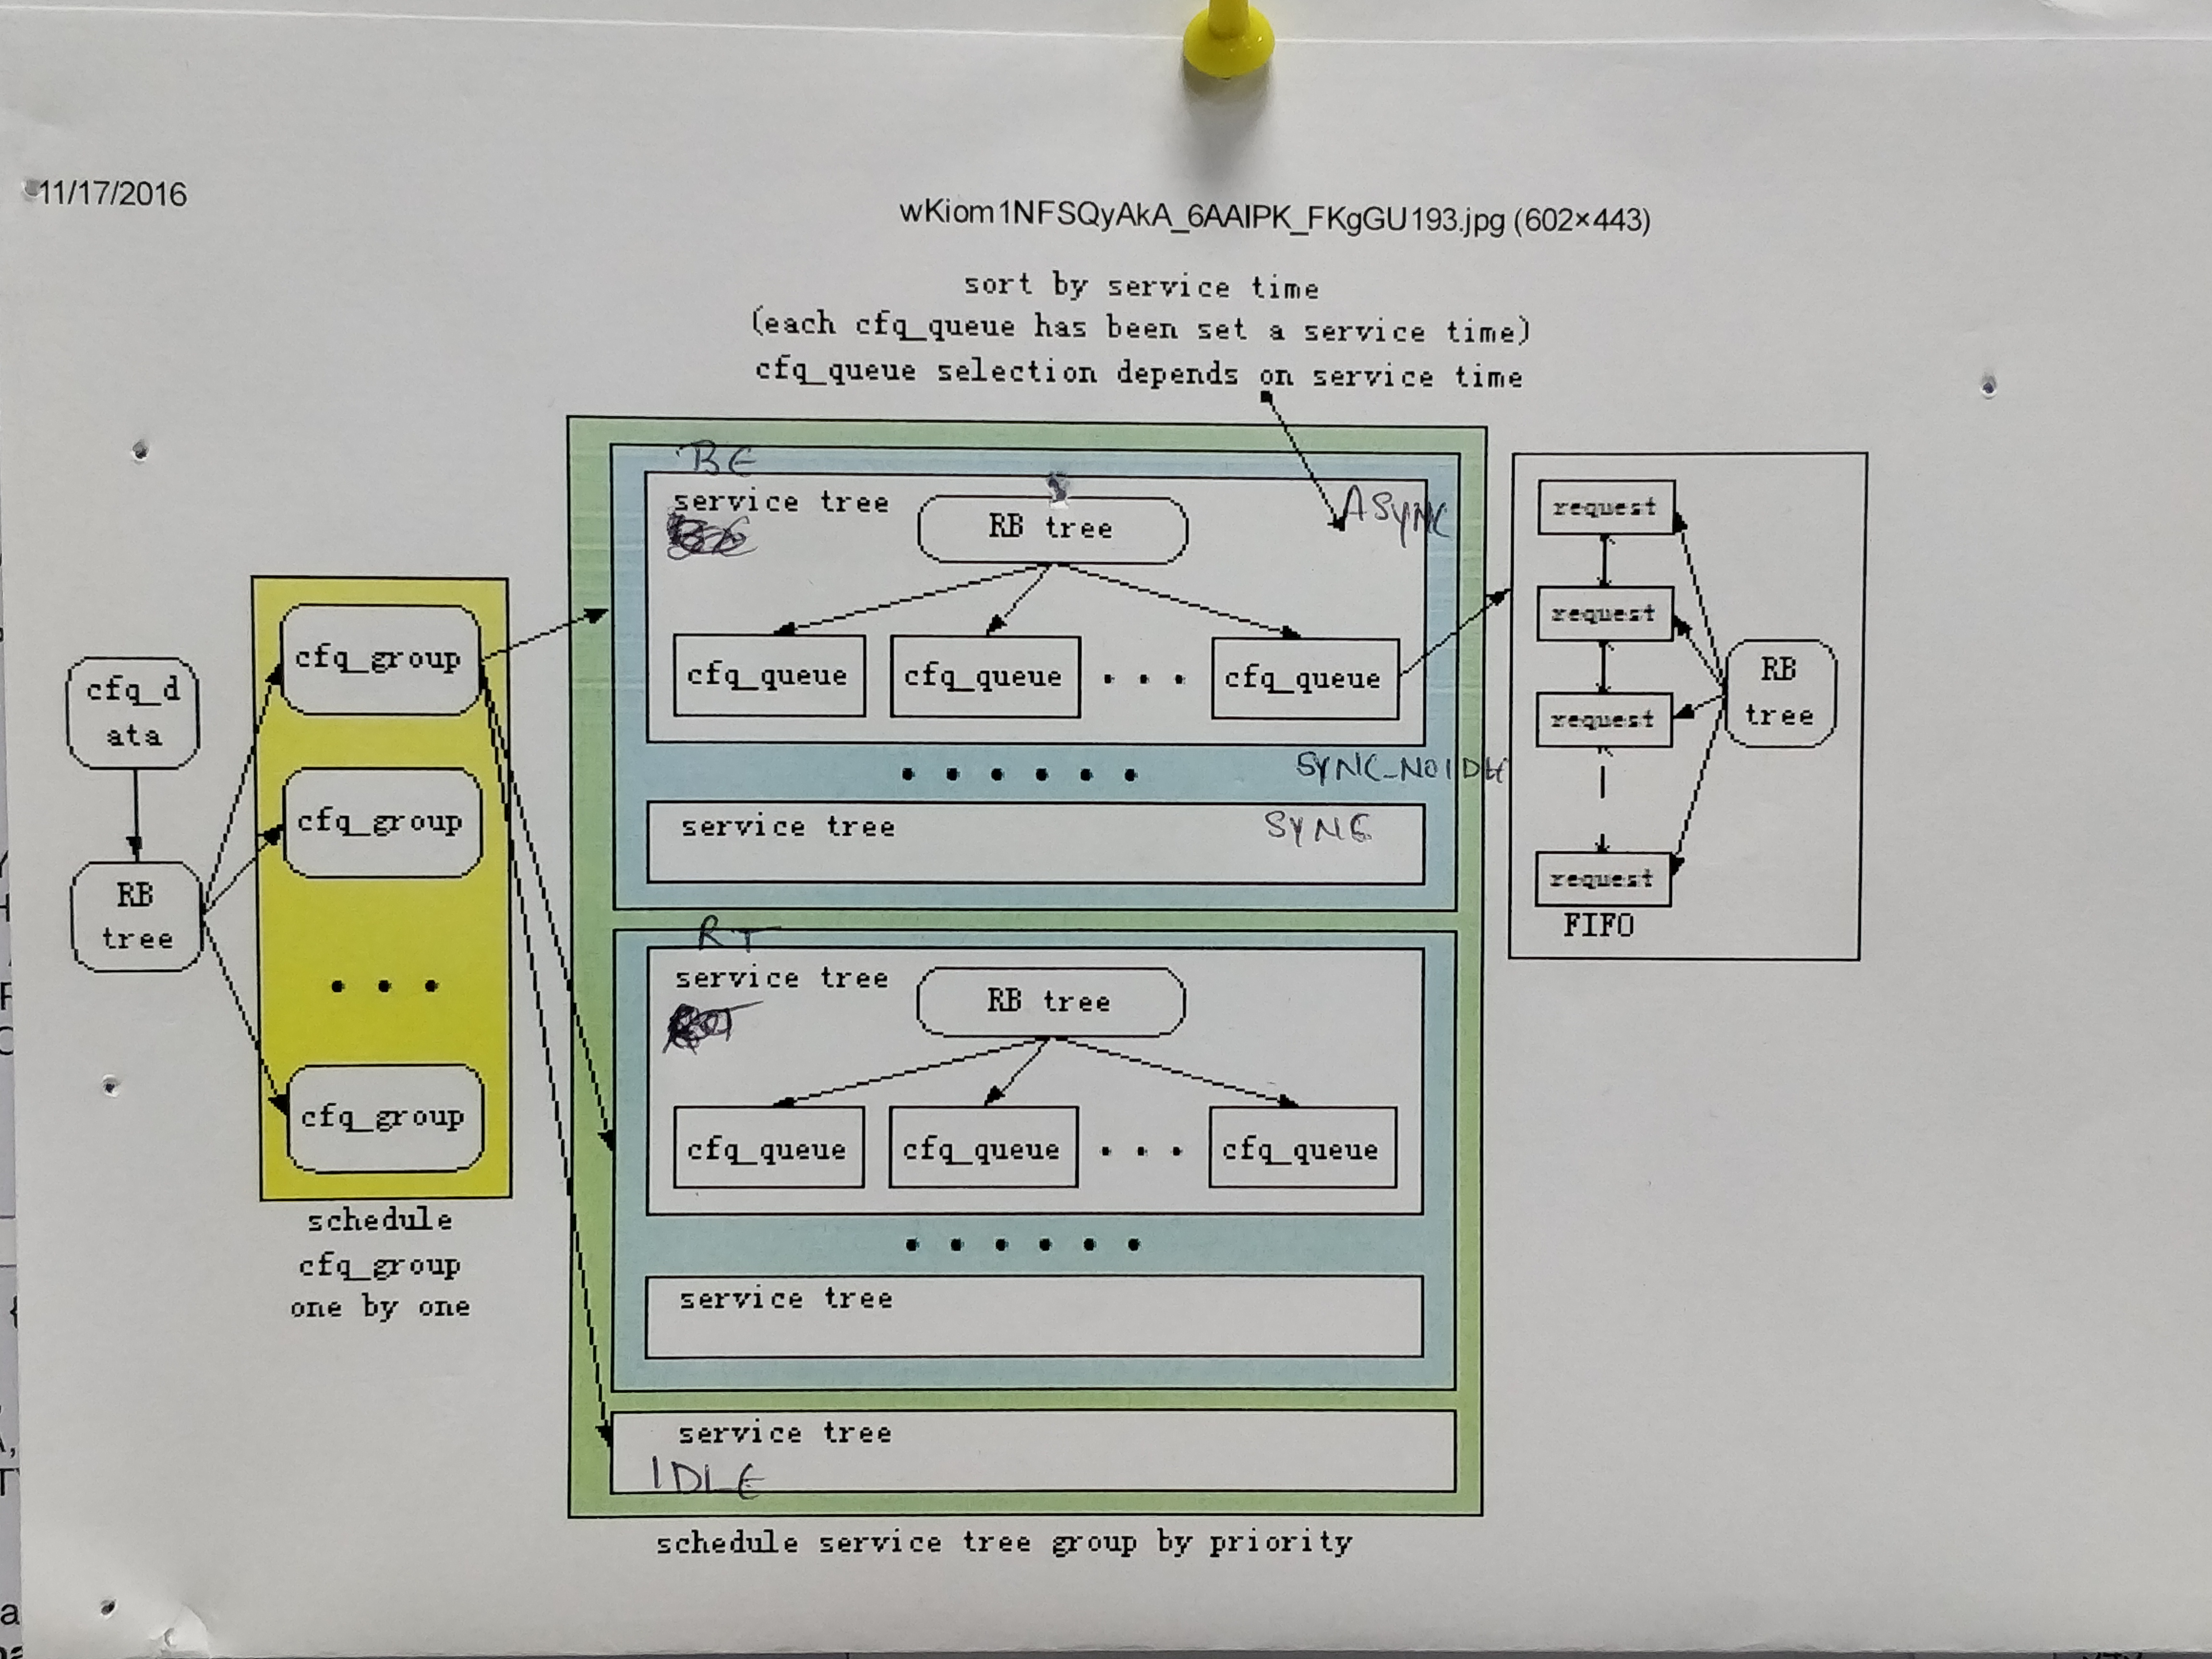 11/17/2016
wKiom1NFSQyAkA_6AAIPK_FKgGU193.jpg (602×443)
sort by service time
(each cfq_queue has been set a service time)
cfq_queue selection depends on service time
cfq_d
ata
RB
tree
cfq_group
cfq_group
cfq_group
schedule
cfq_group
one by one
BE
service tree
RB tree
ASYNC
cfq_queue
cfq_queue
cfq_queue
SYNC-NOIDLE
service tree
SYNC
RT
service tree
RB tree
cfq_queue
cfq_queue
cfq_queue
service tree
service tree
IDLE
schedule service tree group by priority
request
request
request
request
FIFO
RB
tree